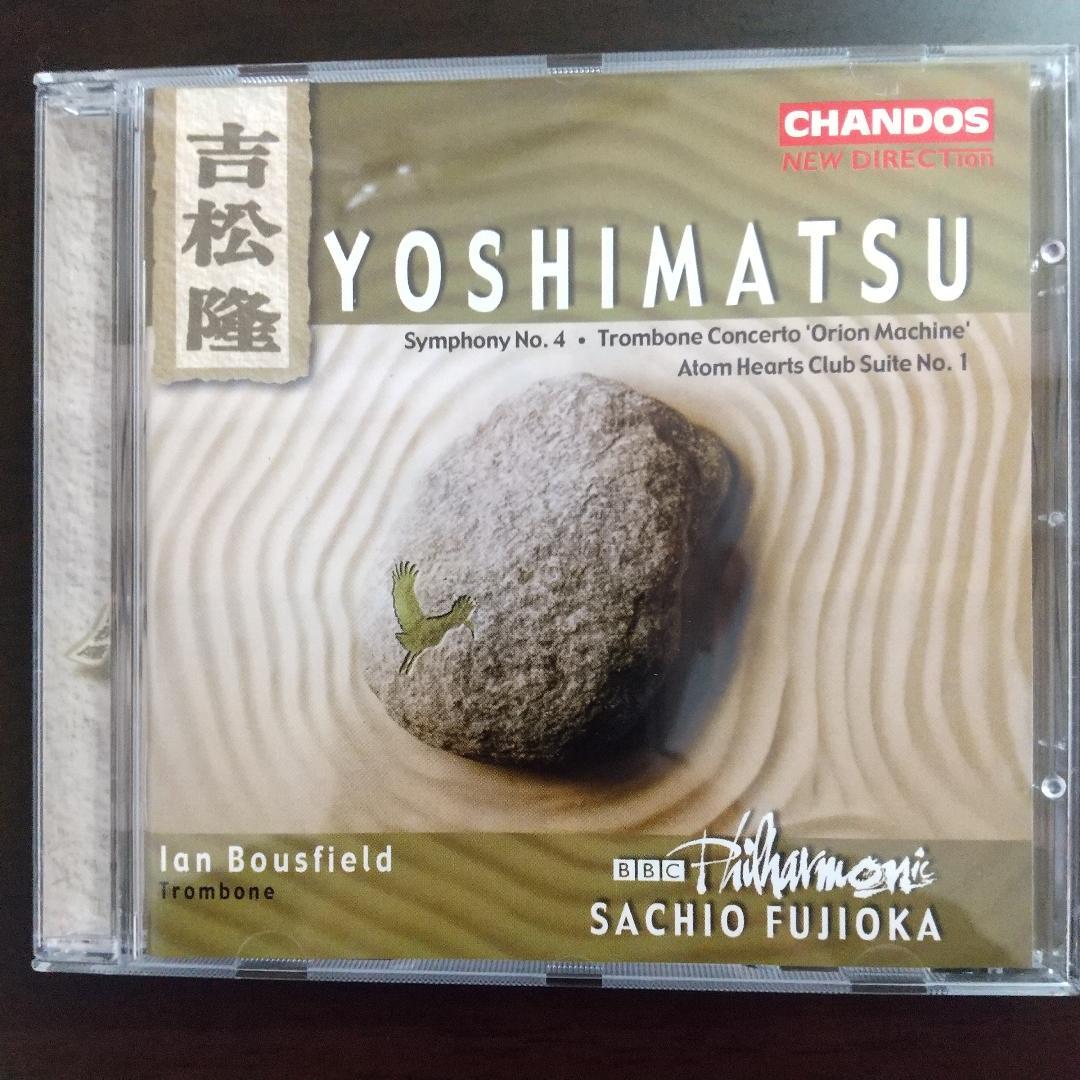 吉松隆
CHANDOS
NEW DIRECTion
YOSHIMATSU
Symphony No. 4 • Trombone Concerto 'Orion Machine'
Atom Hearts Club Suite No. 1
Ian Bousfield
Trombone
BBC Philharmonic
SACHIO FUJIOKA